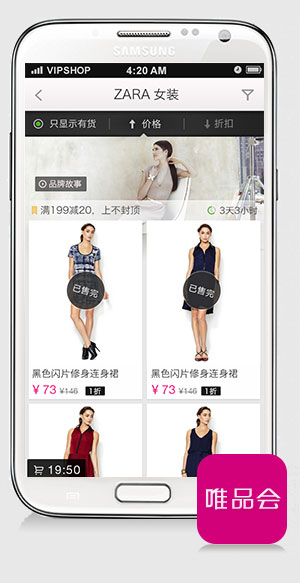 SAMSUNG
VIPSHOP 4:20 AM
ZARA 女装
只显示有货 价格 折扣
品牌故事
满199减20，上不封顶 3天3小时
已售完 已售完
黑色闪片修身连身裙 黑色闪片修身连身裙
¥ 73 ¥146 1折 ¥ 73 ¥146 1折
19:50
唯品会